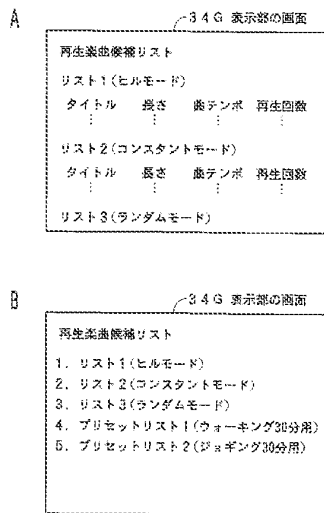 A
34G 表示部の画面
再生楽曲候補リスト
リスト1(ヒルモード)
タイトル 長さ 曲テンポ 再生回数
⋮ ⋮ ⋮ ⋮
リスト2(コンスタントモード)
タイトル 長さ 曲テンポ 再生回数
⋮ ⋮ ⋮ ⋮
リスト3(ランダムモード)
B
34G 表示部の画面
再生楽曲候補リスト
1. リスト1(ヒルモード)
2. リスト2(コンスタントモード)
3. リスト3(ランダムモード)
4. プリセットリスト1(ウォーキング30分用)
5. プリセットリスト2(ジョギング30分用)